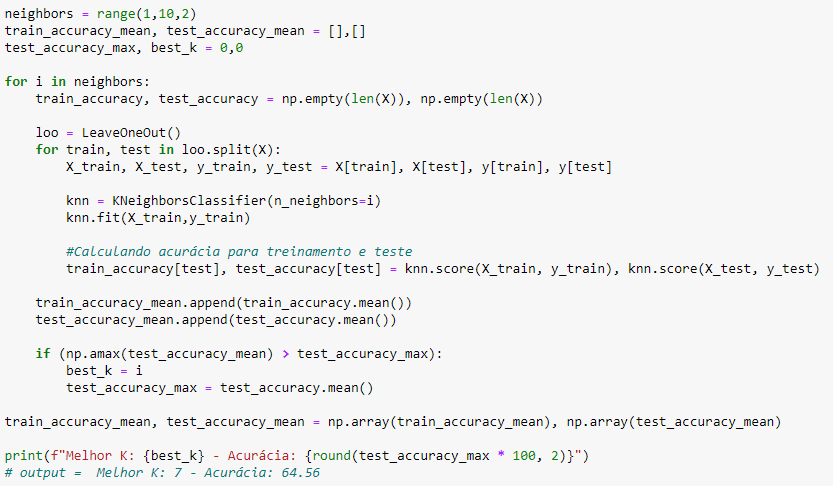 neighbors = range(1,10,2)
train_accuracy_mean, test_accuracy_mean = [],[]
test_accuracy_max, best_k = 0,0
for i in neighbors:
train_accuracy, test_accuracy = np.empty(len(X)), np.empty(len(X))
loo = LeaveOneOut()
for train, test in loo.split(X):
X_train, X_test, y_train, y_test = X[train], X[test], y[train], y[test]
knn = KNeighborsClassifier(n_neighbors=i)
knn.fit(X_train,y_train)
#Calculando acurácia para treinamento e teste
train_accuracy[test], test_accuracy[test] = knn.score(X_train, y_train), knn.score(X_test, y_test)
train_accuracy_mean.append(train_accuracy.mean())
test_accuracy_mean.append(test_accuracy.mean())
if (np.amax(test_accuracy_mean) > test_accuracy_max):
best_k = i
test_accuracy_max = test_accuracy.mean()
train_accuracy_mean, test_accuracy_mean = np.array(train_accuracy_mean), np.array(test_accuracy_mean)
print(f"Melhor K: {best_k} - Acurácia: {round(test_accuracy_max * 100, 2)}")
# output =  Melhor K: 7 - Acurácia: 64.56